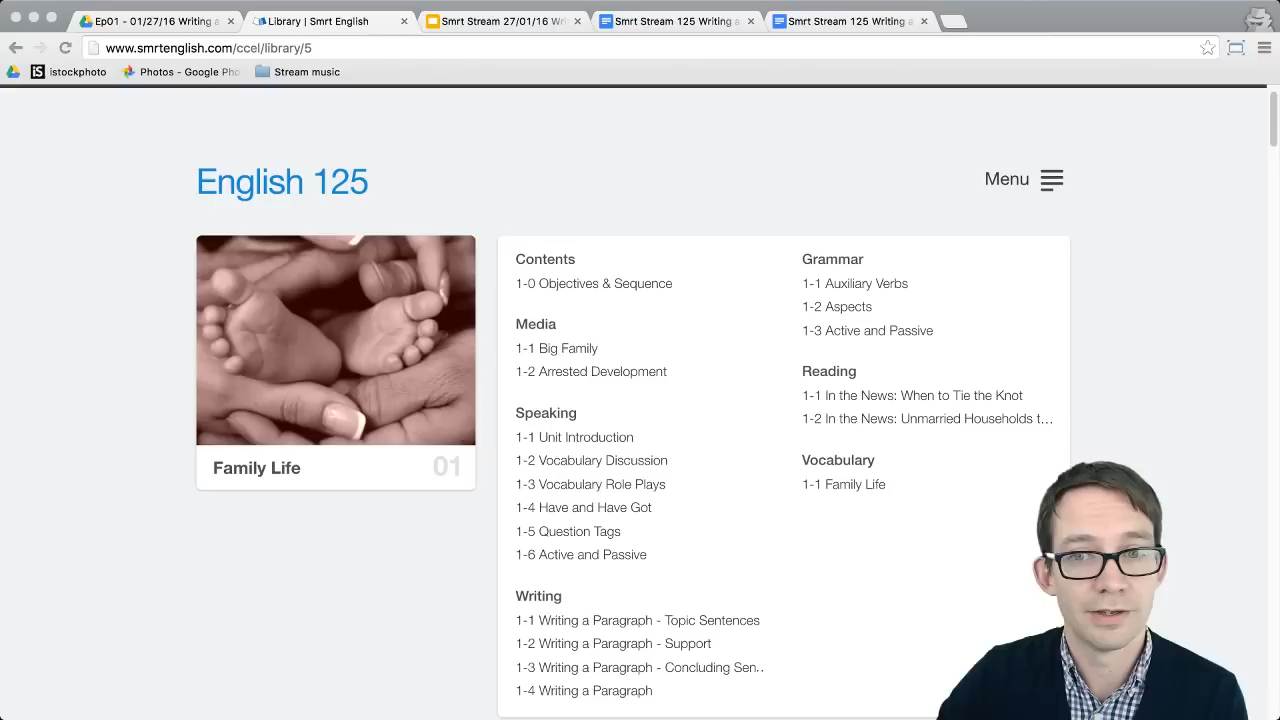 Ep01 - 01/27/16 Writing a
Library | Smrt English
Smrt Stream 27/01/16 Writ
Smrt Stream 125 Writing a
Smrt Stream 125 Writing a
www.smrtenglish.com/ccel/library/5
iS istockphoto
Photos - Google Pho
Stream music
English 125
Menu
Family Life 01
Contents
1-0 Objectives & Sequence
Media
1-1 Big Family
1-2 Arrested Development
Speaking
1-1 Unit Introduction
1-2 Vocabulary Discussion
1-3 Vocabulary Role Plays
1-4 Have and Have Got
1-5 Question Tags
1-6 Active and Passive
Writing
1-1 Writing a Paragraph - Topic Sentences
1-2 Writing a Paragraph - Support
1-3 Writing a Paragraph - Concluding Sen..
1-4 Writing a Paragraph
Grammar
1-1 Auxiliary Verbs
1-2 Aspects
1-3 Active and Passive
Reading
1-1 In the News: When to Tie the Knot
1-2 In the News: Unmarried Households t...
Vocabulary
1-1 Family Life